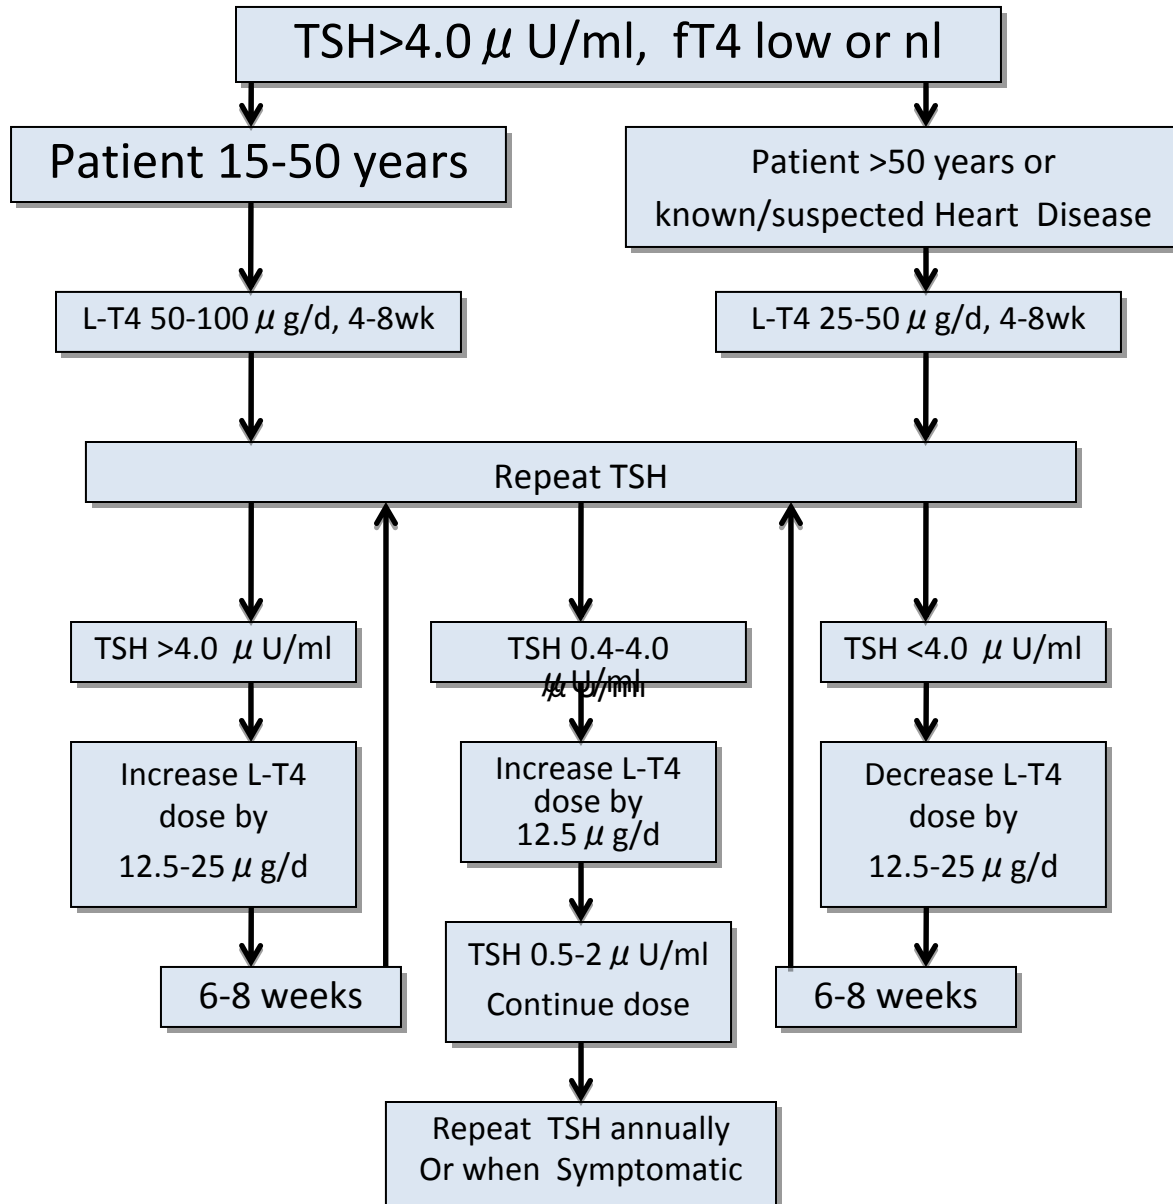 TSH>4.0 μ U/ml, fT4 low or nl
Patient 15-50 years
Patient >50 years or
known/suspected Heart Disease
L-T4 50-100 μ g/d, 4-8wk
L-T4 25-50 μ g/d, 4-8wk
Repeat TSH
TSH >4.0 μ U/ml
TSH 0.4-4.0
μ U/ml
TSH <4.0 μ U/ml
Increase L-T4
dose by
12.5-25 μ g/d
Increase L-T4
dose by
12.5 μ g/d
Decrease L-T4
dose by
12.5-25 μ g/d
6-8 weeks
TSH 0.5-2 μ U/ml
Continue dose
6-8 weeks
Repeat TSH annually
Or when Symptomatic